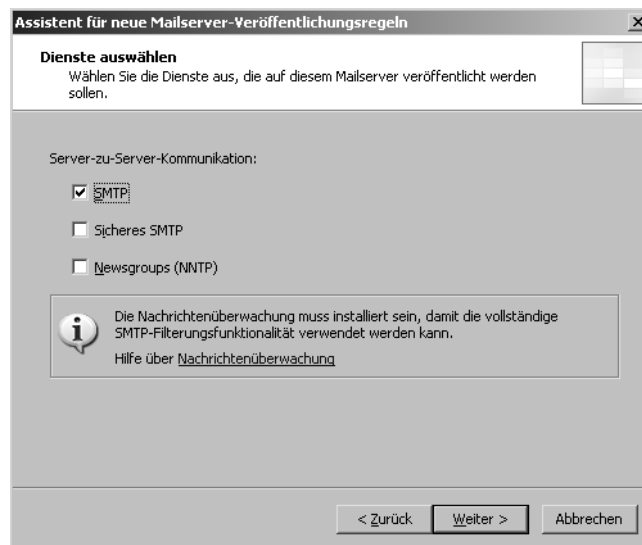 Assistent für neue Mailserver-Veröffentlichungsregeln
Dienste auswählen
Wählen Sie die Dienste aus, die auf diesem Mailserver veröffentlicht werden
sollen.
Server-zu-Server-Kommunikation:
SMTP
Sicheres SMTP
Newsgroups (NNTP)
Die Nachrichtenüberwachung muss installiert sein, damit die vollständige
SMTP-Filterungsfunktionalität verwendet werden kann.
Hilfe über Nachrichtenüberwachung
< Zurück Weiter > Abbrechen